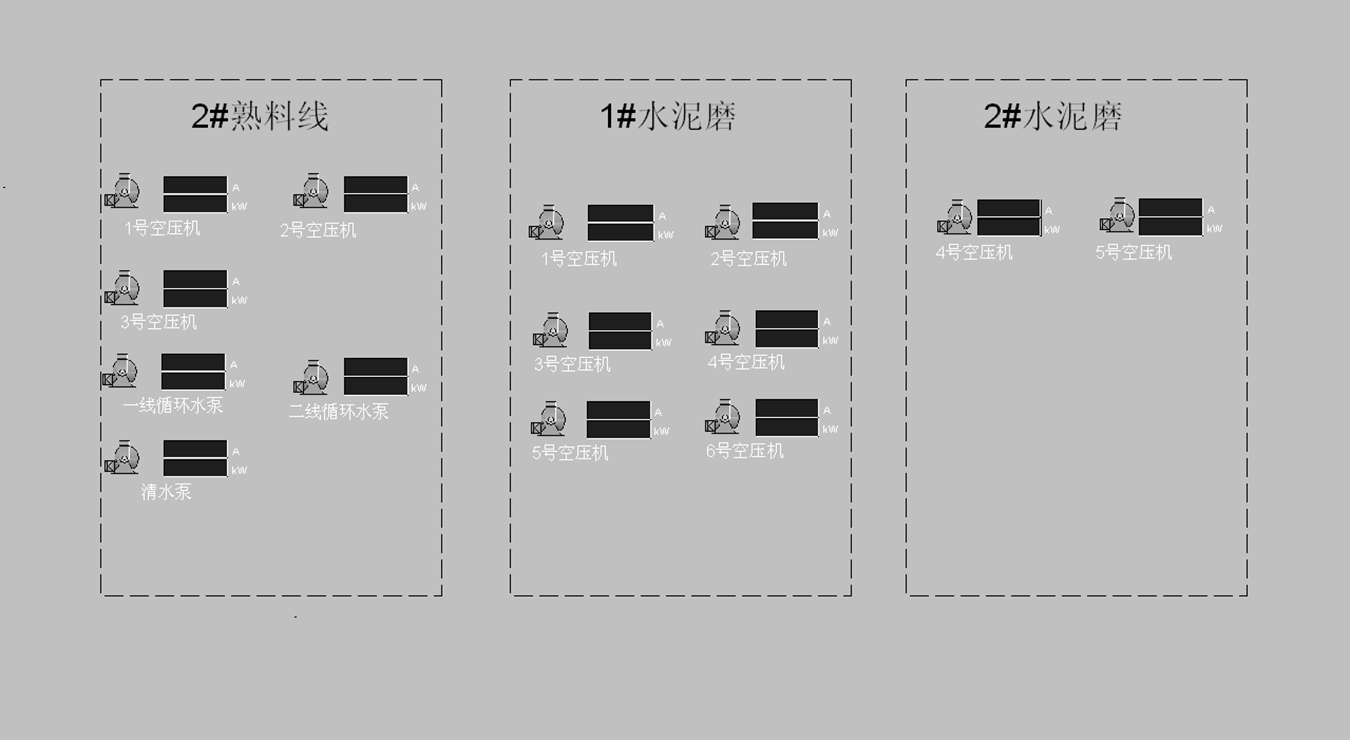 2#熟料线
A
kW
1号空压机
A
kW
2号空压机
A
kW
3号空压机
A
kW
一线循环水泵
A
kW
二线循环水泵
A
kW
清水泵
1#水泥磨
A
kW
1号空压机
A
kW
2号空压机
A
kW
3号空压机
A
kW
4号空压机
A
kW
5号空压机
A
kW
6号空压机
2#水泥磨
A
kW
4号空压机
A
kW
5号空压机